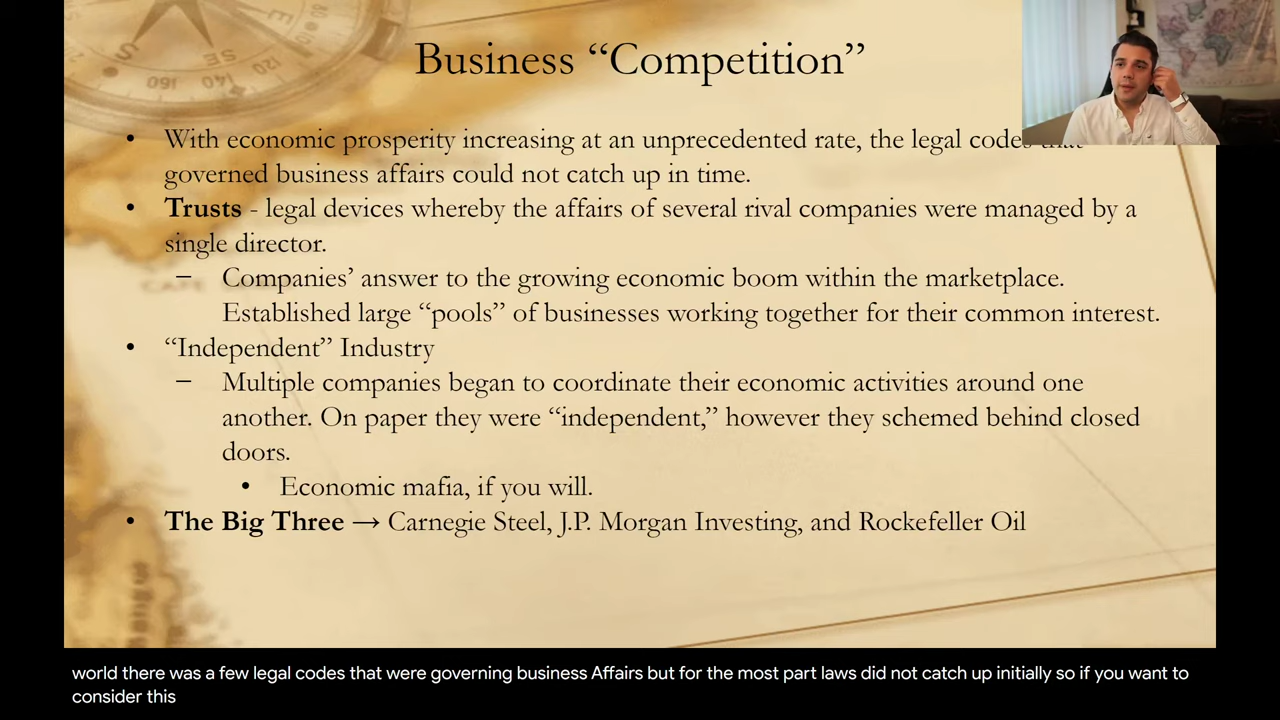 Business “Competition”
• With economic prosperity increasing at an unprecedented rate, the legal codes that
governed business affairs could not catch up in time.
• Trusts - legal devices whereby the affairs of several rival companies were managed by a
single director.
– Companies’ answer to the growing economic boom within the marketplace.
Established large “pools” of businesses working together for their common interest.
• “Independent” Industry
– Multiple companies began to coordinate their economic activities around one
another. On paper they were “independent,” however they schemed behind closed
doors.
• Economic mafia, if you will.
• The Big Three → Carnegie Steel, J.P. Morgan Investing, and Rockefeller Oil
world there was a few legal codes that were governing business Affairs but for the most part laws did not catch up initially so if you want to
consider this
S
E
SE
160
140
120
80